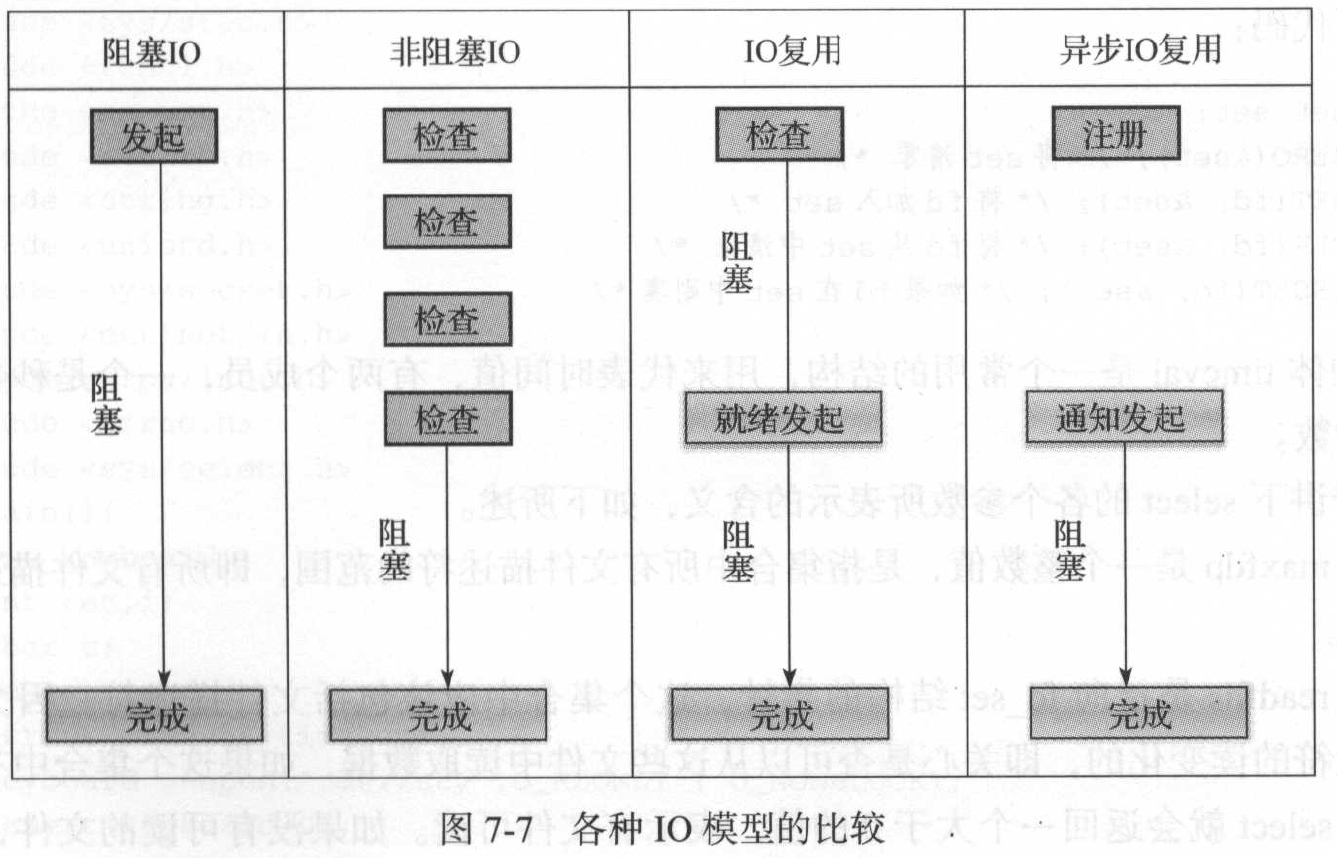 阻塞IO
非阻塞IO
IO复用
异步IO复用
发起
检查
检查
注册
检查
阻塞
检查
阻塞
检查
就绪发起
通知发起
阻塞
阻塞
阻塞
完成
完成
完成
完成
图 7-7 各种 IO 模型的比较